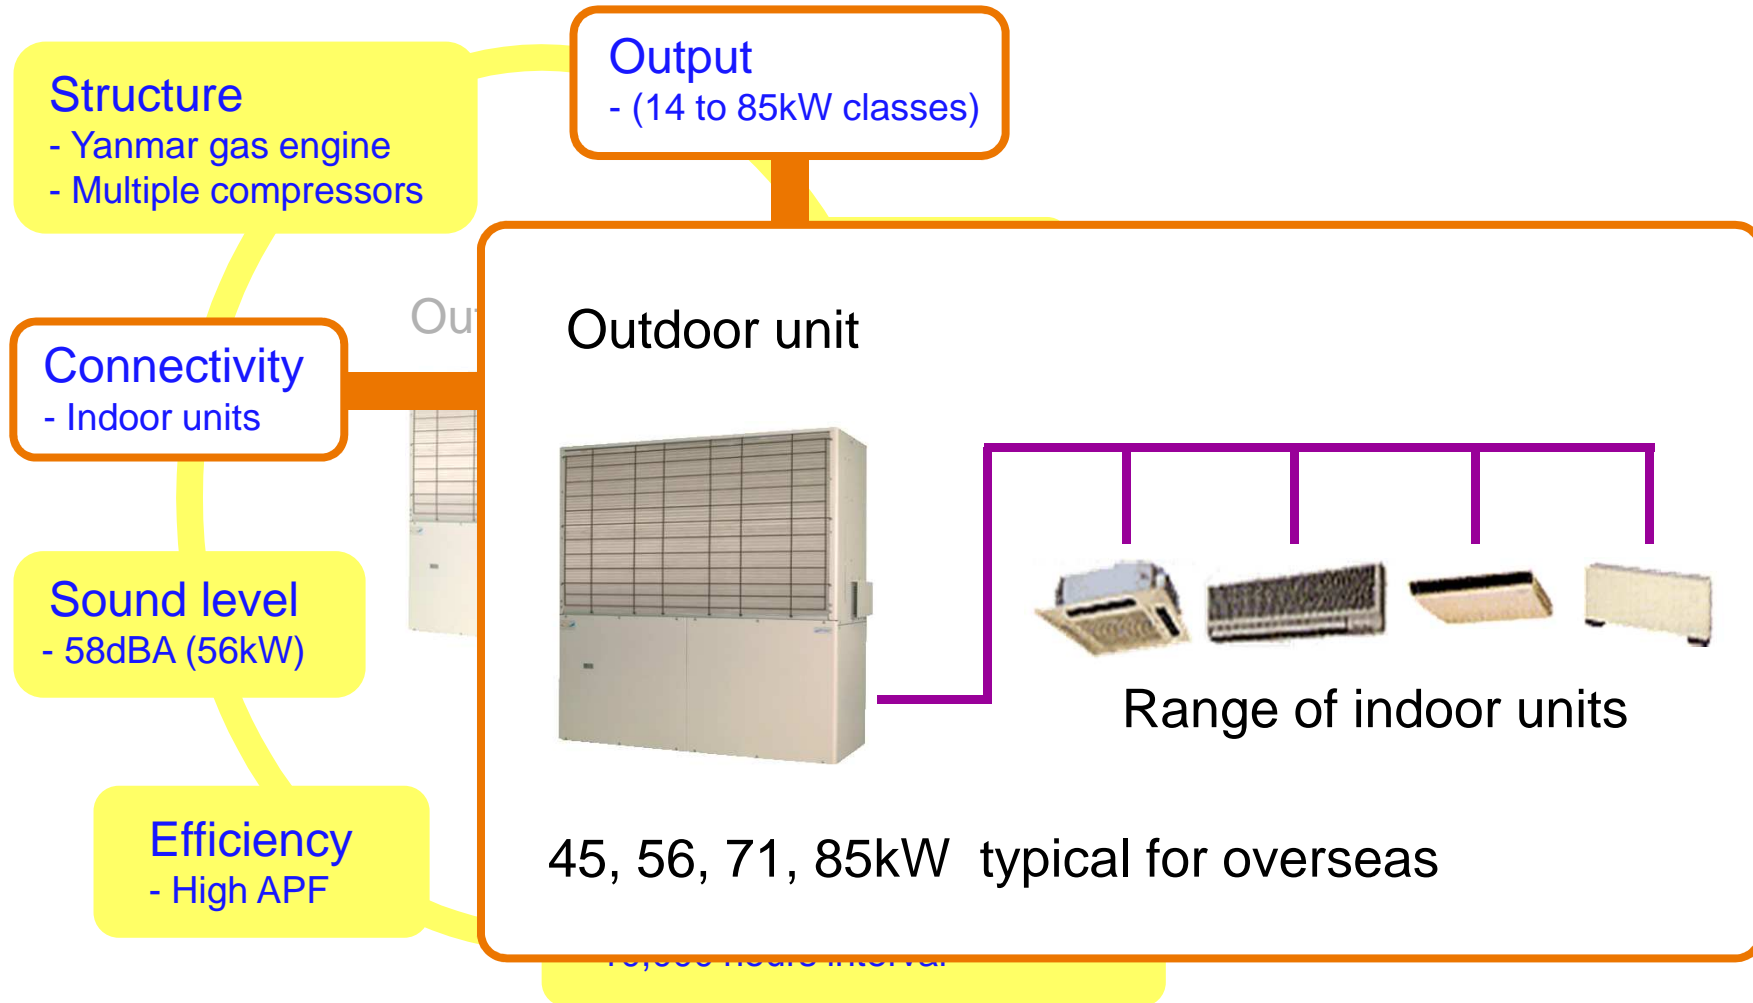 Structure
- Yanmar gas engine
- Multiple compressors
Output
- (14 to 85kW classes)
Connectivity
- Indoor units
Sound level
- 58dBA (56kW)
Efficiency
- High APF
Outdoor unit
Range of indoor units
45, 56, 71, 85kW typical for overseas